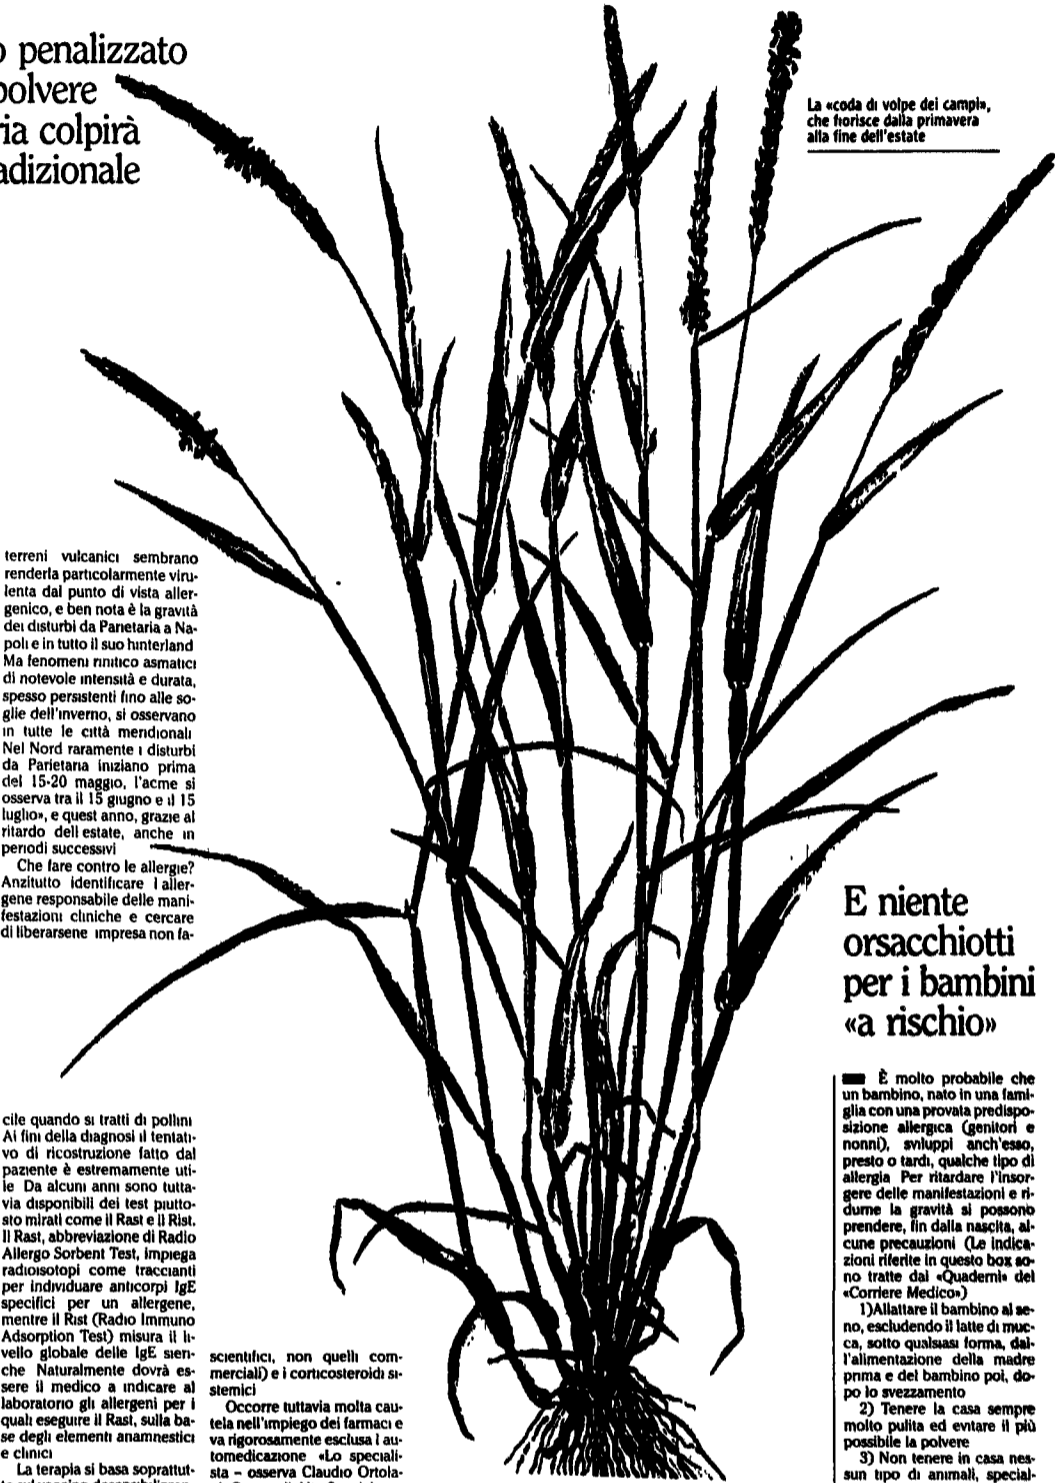 penalizzato
polvere
ria colpirà
adizionale
La «coda di volpe dei campi»,
che fiorisce dalla primavera
alla fine dell'estate
terreni vulcanici sembrano
renderla particolarmente viru-
lenta dal punto di vista aller-
genico, e ben nota è la gravità
dei disturbi da Parietaria a Na-
poli e in tutto il suo hinterland
Ma fenomeni rinitico asmatici
di notevole intensità e durata,
spesso persistenti fino alle so-
glie dell'inverno, si osservano
in tutte le città meridionali
Nel Nord raramente i disturbi
da Parietaria iniziano prima
del 15-20 maggio, l'acme si
osserva tra il 15 giugno e il 15
luglio», e quest anno, grazie al
ritardo dell estate, anche in
periodi successivi
Che fare contro le allergie?
Anzitutto identificare l aller-
gene responsabile delle mani-
festazioni cliniche e cercare
di liberarsene impresa non fa-
cile quando si tratti di pollini
Ai fini della diagnosi il tentati-
vo di ricostruzione fatto dal
paziente è estremamente uti-
le Da alcuni anni sono tutta-
via disponibili dei test piutto-
sto mirati come il Rast e il Rist.
Il Rast, abbreviazione di Radio
Allergo Sorbent Test, impiega
radioisotopi come traccianti
per individuare anticorpi IgE
specifici per un allergene,
mentre il Rist (Radio Immuno
Adsorption Test) misura il li-
vello globale delle IgE sieri-
che Naturalmente dovrà es-
sere il medico a indicare al
laboratorio gli allergeni per i
quali eseguire il Rast, sulla ba-
se degli elementi anamnestici
e clinici
La terapia si basa soprattut-
scientifici, non quelli com-
merciali) e i corticosteroidi si-
stemici
Occorre tuttavia molta cau-
tela nell'impiego dei farmaci e
va rigorosamente esclusa l au-
tomedicazione «Lo speciali-
sta – osserva Claudio Ortola-
E niente
orsacchiotti
per i bambini
«a rischio»
È molto probabile che
un bambino, nato in una fami-
glia con una provata predispo-
sizione allergica (genitori e
nonni), sviluppi anch'esso,
presto o tardi, qualche tipo di
allergia Per ritardare l'insor-
gere delle manifestazioni e ri-
durne la gravità si possono
prendere, fin dalla nascita, al-
cune precauzioni (Le indica-
zioni riferite in questo box so-
no tratte dai «Quaderni» del
«Corriere Medico»)
1)Allattare il bambino al se-
no, escludendo il latte di muc-
ca, sotto qualsiasi forma, dal-
l'alimentazione della madre
prima e del bambino poi, do-
po lo svezzamento
2) Tenere la casa sempre
molto pulita ed evitare il più
possibile la polvere
3) Non tenere in casa nes-
sun tipo di animali, special-